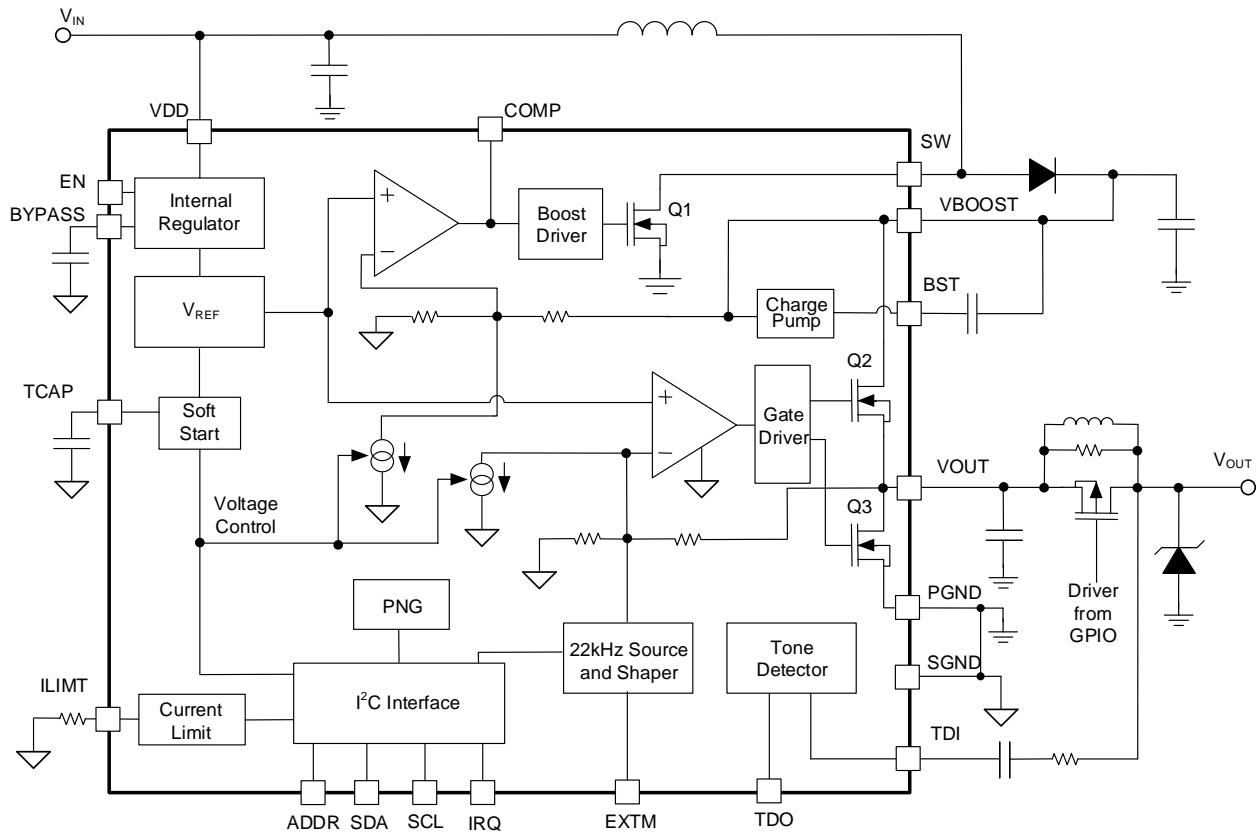 VIN
VDD
COMP
SW
EN
BYPASS
Internal
Regulator
Boost
Driver
Q1
VBOOST
BST
VREF
Charge
Pump
TCAP
Soft
Start
Q2
Gate
Driver
VOUT
VOUT
Voltage
Control
Q3
PNG
PGND
Driver
from
GPIO
22kHz Source
and Shaper
Tone
Detector
SGND
ILIMT
Current
Limit
I2C Interface
TDI
ADDR
SDA
SCL
IRQ
EXTM
TDO